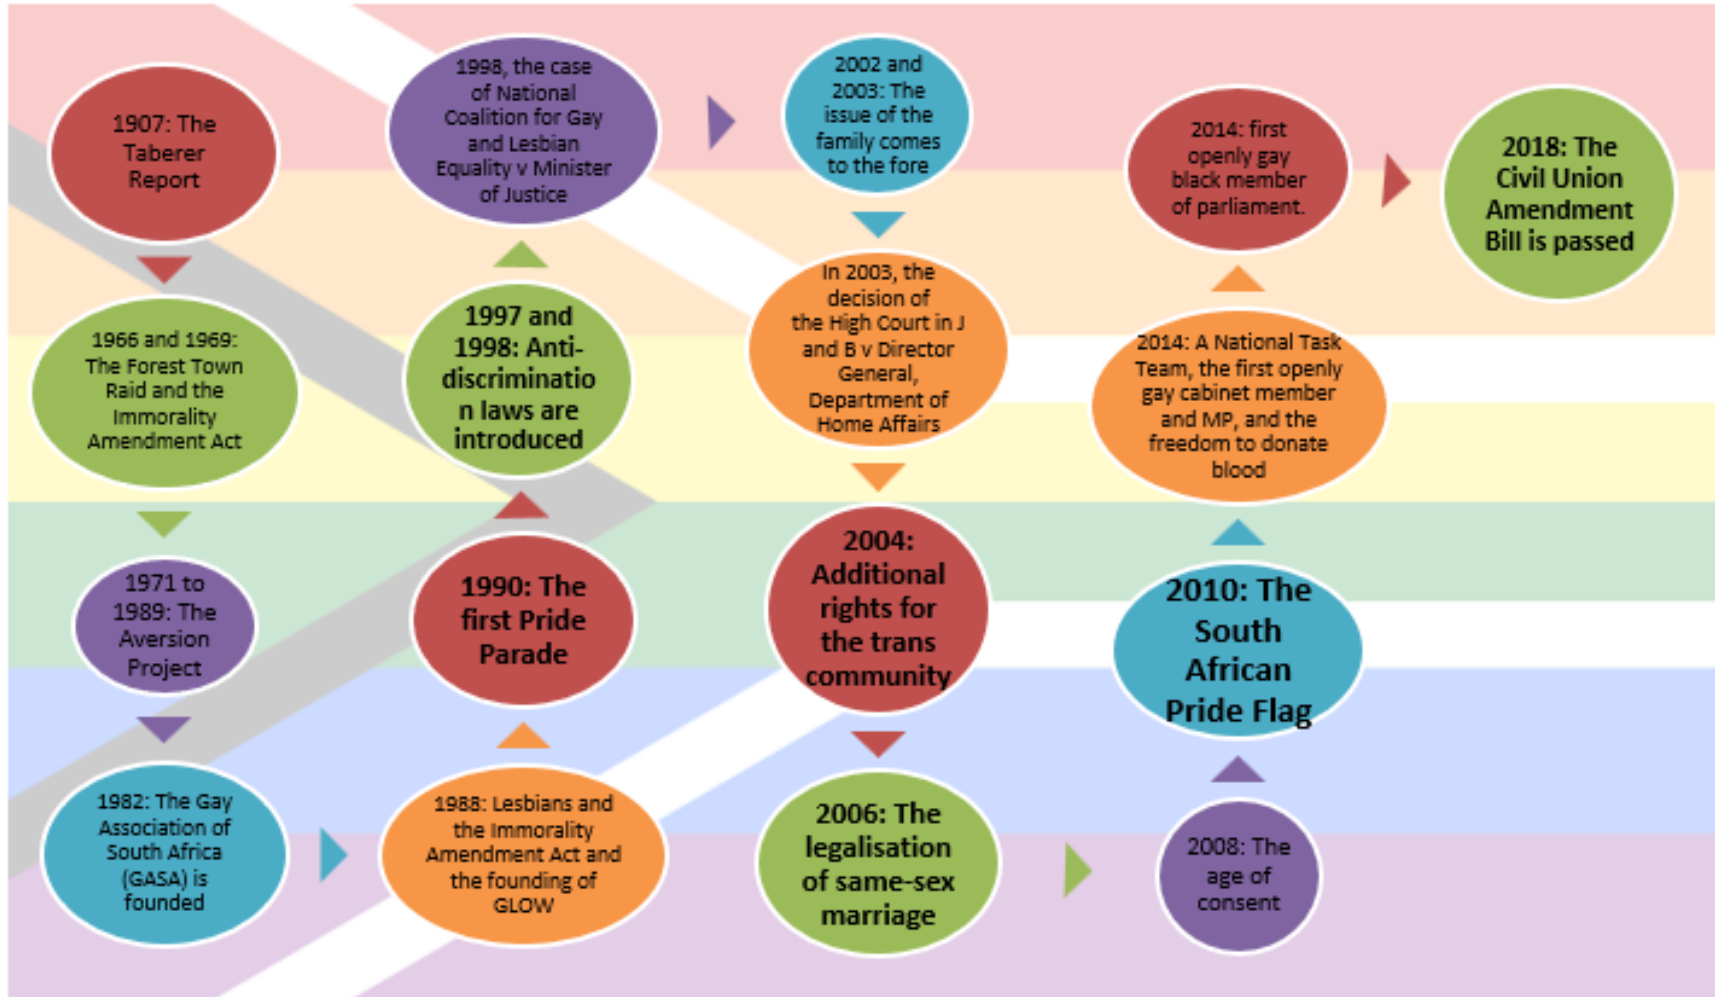 1907: The
Taberer
Report
1966 and 1969:
The Forest Town
Raid and the
Immorality
Amendment Act
1971 to
1989: The
Aversion
Project
1982: The Gay
Association of
South Africa
(GASA) is
founded
1988: Lesbians and
the Immorality
Amendment Act and
the founding of
GLOW
1990: The
first Pride
Parade
1997 and
1998: Anti-
discriminatio
n laws are
introduced
1998, the case
of National
Coalition for Gay
and Lesbian
Equality v Minister
of Justice
2002 and
2003: The
issue of the
family comes
to the fore
In 2003, the
decision of
the High Court in J
and B v Director
General,
Department of
Home Affairs
2004:
Additional
rights for
the trans
community
2006: The
legalisation
of same-sex
marriage
2008: The
age of
consent
2010: The
South
African
Pride Flag
2014: A National Task
Team, the first openly
gay cabinet member
and MP, and the
freedom to donate
blood
2014: first
openly gay
black member
of parliament.
2018: The
Civil Union
Amendment
Bill is passed